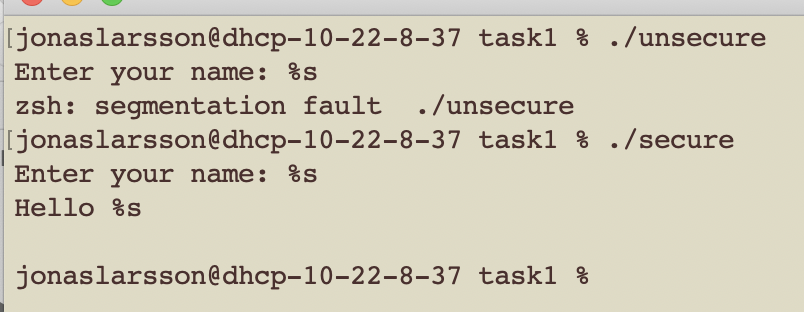 [jonaslarsson@dhcp-10-22-8-37 task1 % ./unsecure
Enter your name: %s
zsh: segmentation fault  ./unsecure
[jonaslarsson@dhcp-10-22-8-37 task1 % ./secure
Enter your name: %s
Hello %s
jonaslarsson@dhcp-10-22-8-37 task1 %